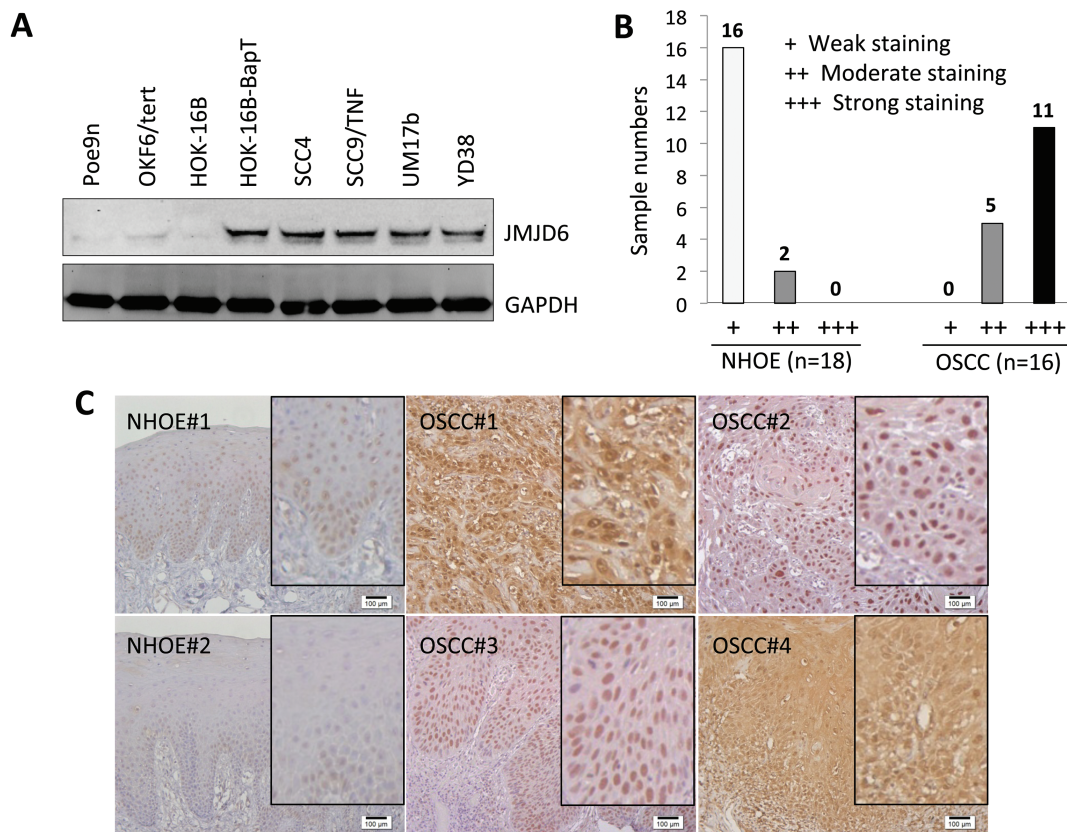 A
Poe9n
OKF6/tert
HOK-16B
HOK-16B-BapT
SCC4
SCC9/TNF
UM17b
YD38
JMJD6
GAPDH
B
+ Weak staining
++ Moderate staining
+++ Strong staining
Sample numbers
18
16
14
12
10
8
6
4
2
0
16
2
0
0
5
11
+ ++ +++ + ++ +++
NHOE (n=18) OSCC (n=16)
C
NHOE#1
100 µm
OSCC#1
100 µm
OSCC#2
100 µm
NHOE#2
100 µm
OSCC#3
100 µm
OSCC#4
100 µm